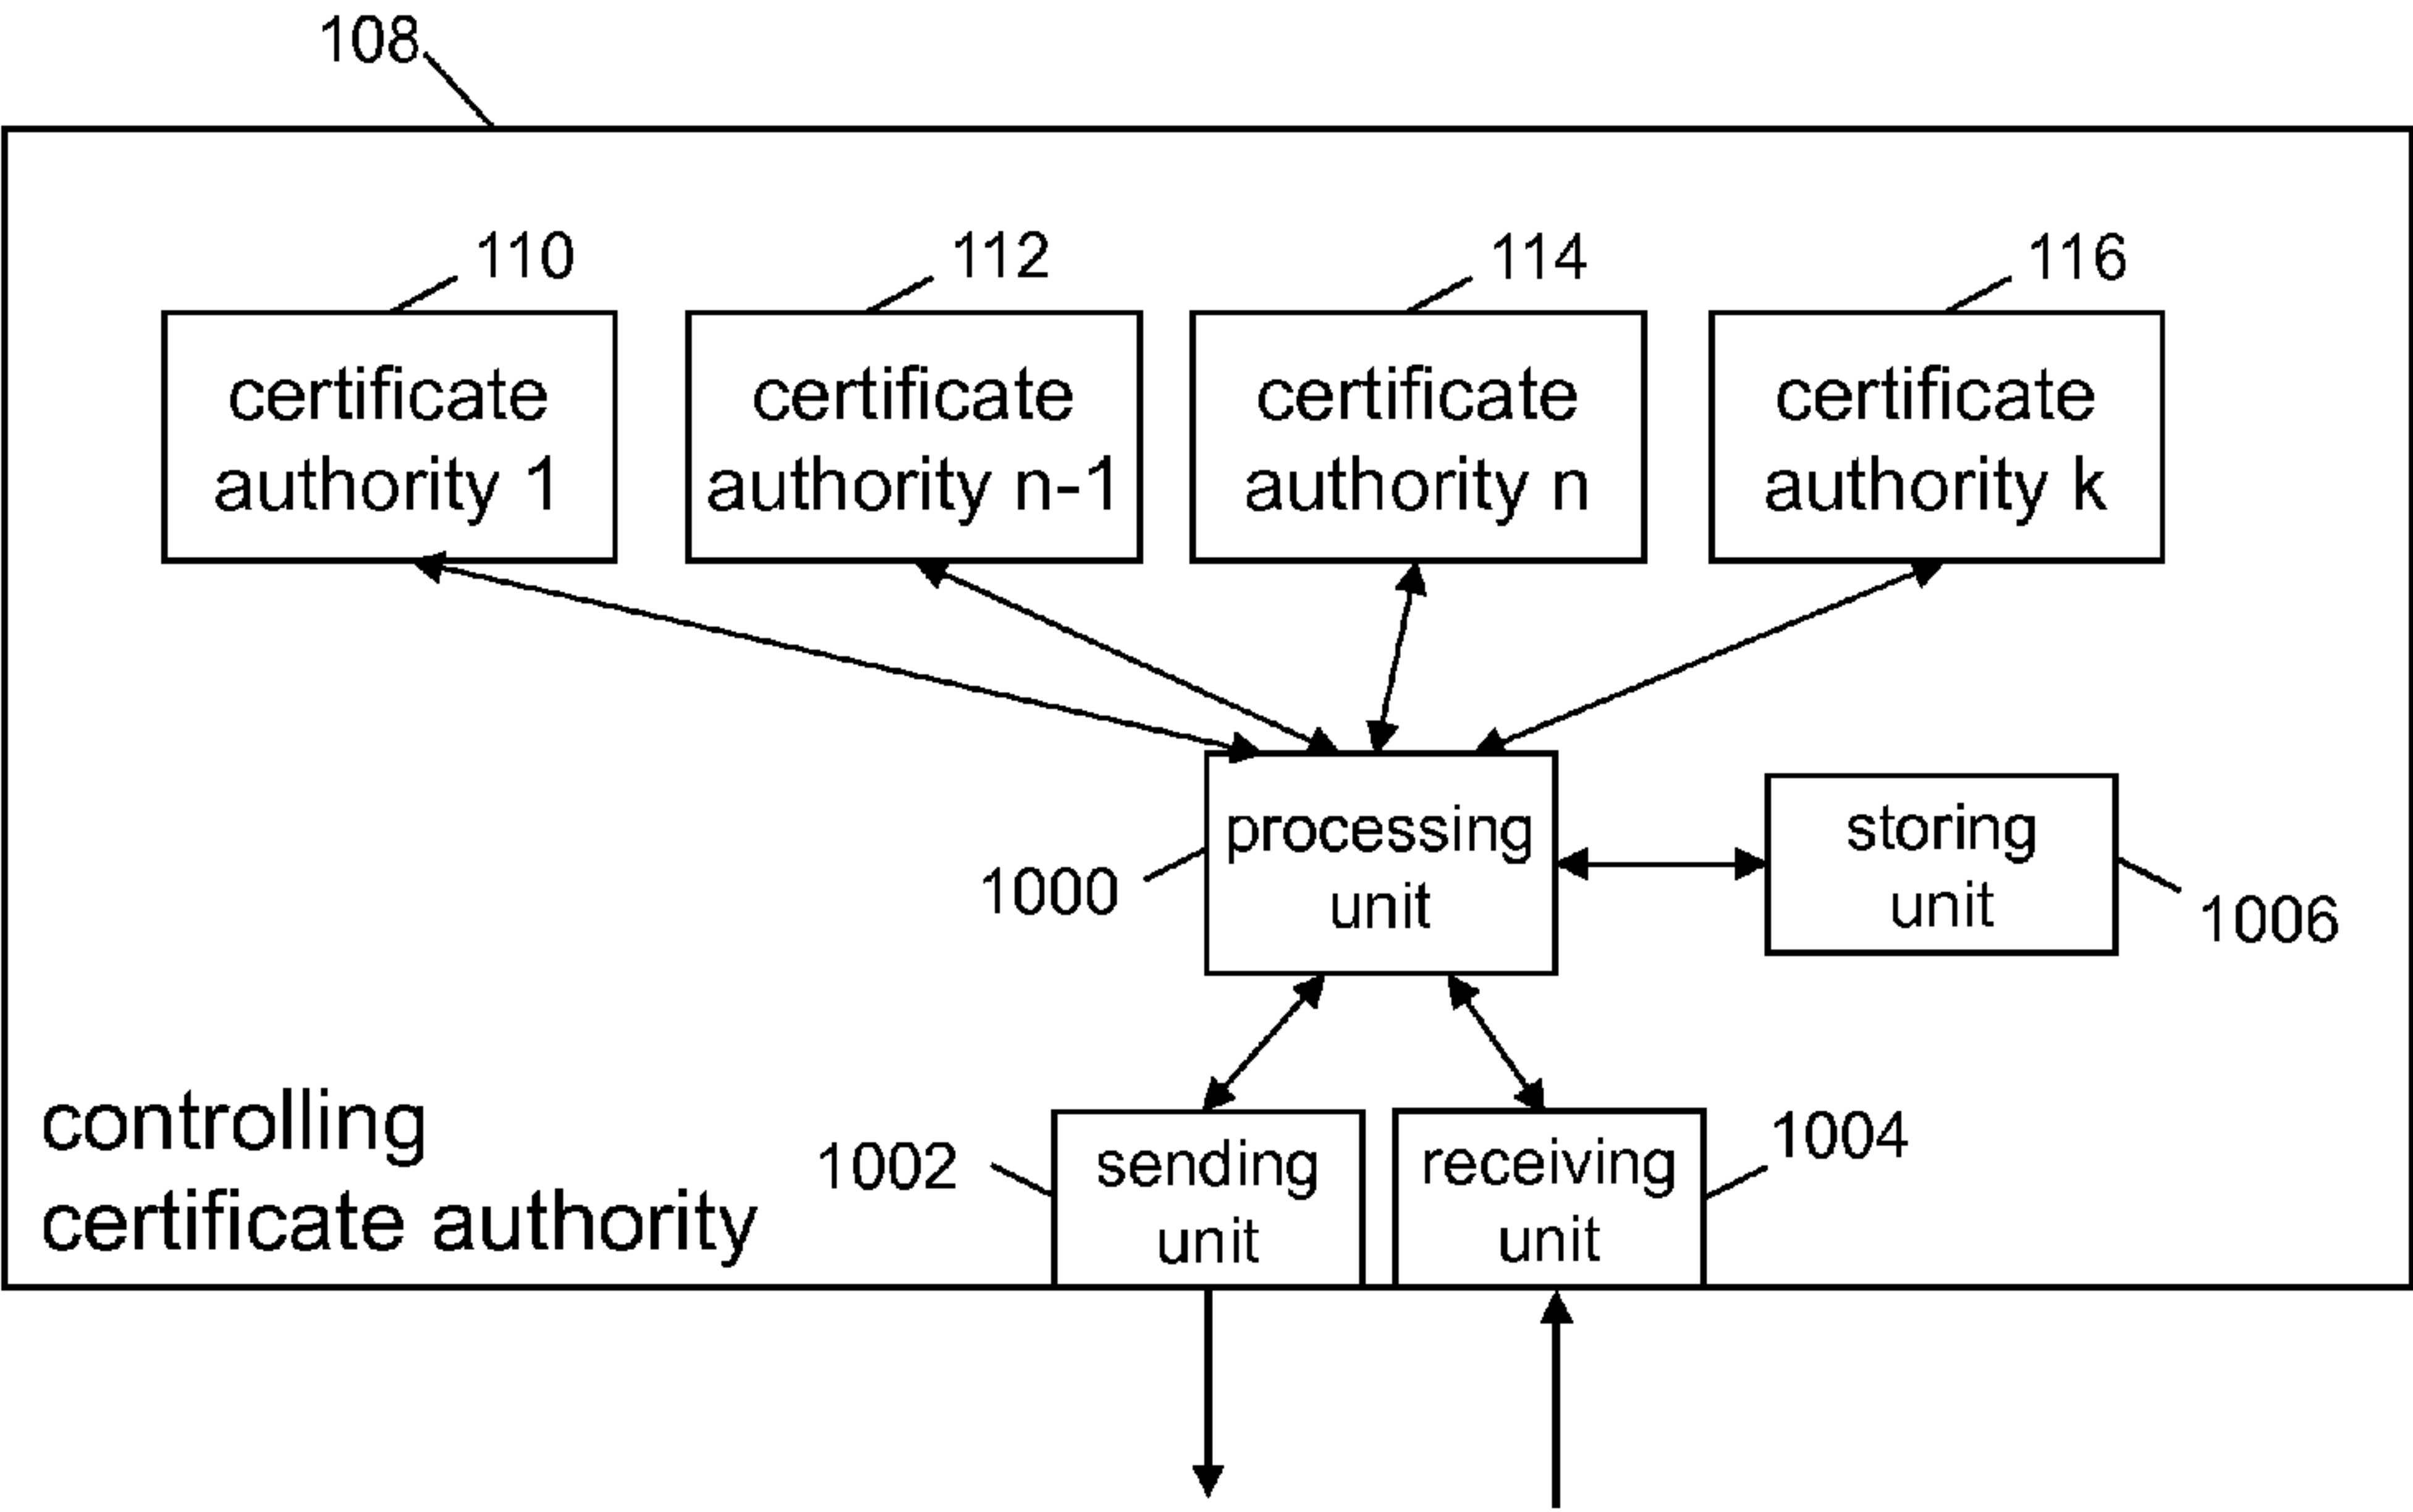 108
110
112
114
116
certificate
authority 1
certificate
authority n-1
certificate
authority n
certificate
authority k
processing
unit
1000
storing
unit
1006
controlling
certificate authority
1002
sending
unit
receiving
unit
1004